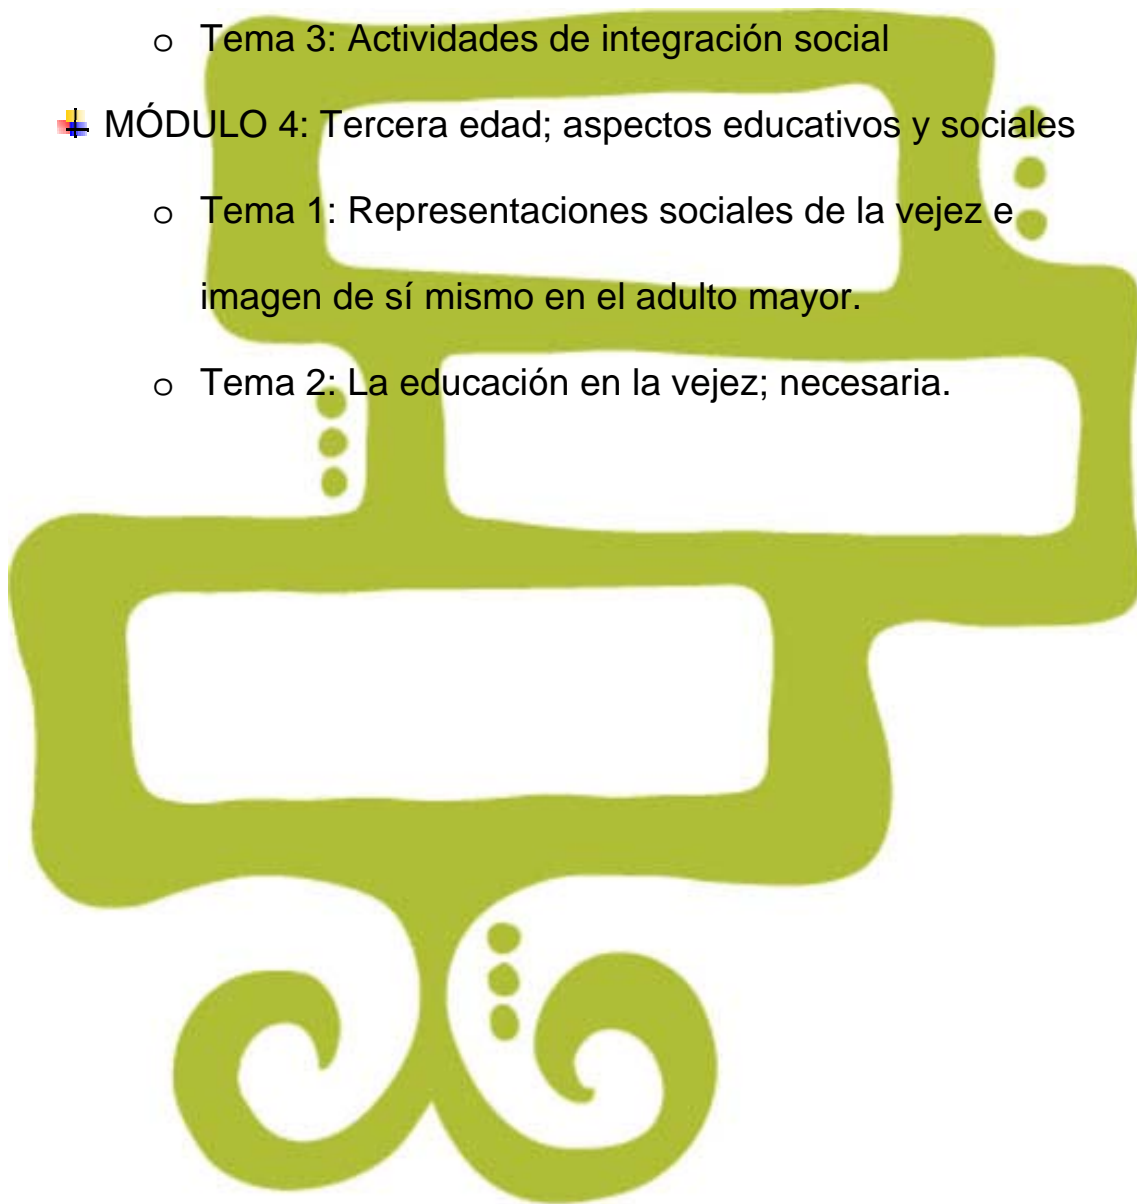 o Tema 3: Actividades de integración social
MÓDULO 4: Tercera edad; aspectos educativos y sociales
o Tema 1: Representaciones sociales de la vejez e
imagen de sí mismo en el adulto mayor.
o Tema 2: La educación en la vejez; necesaria.